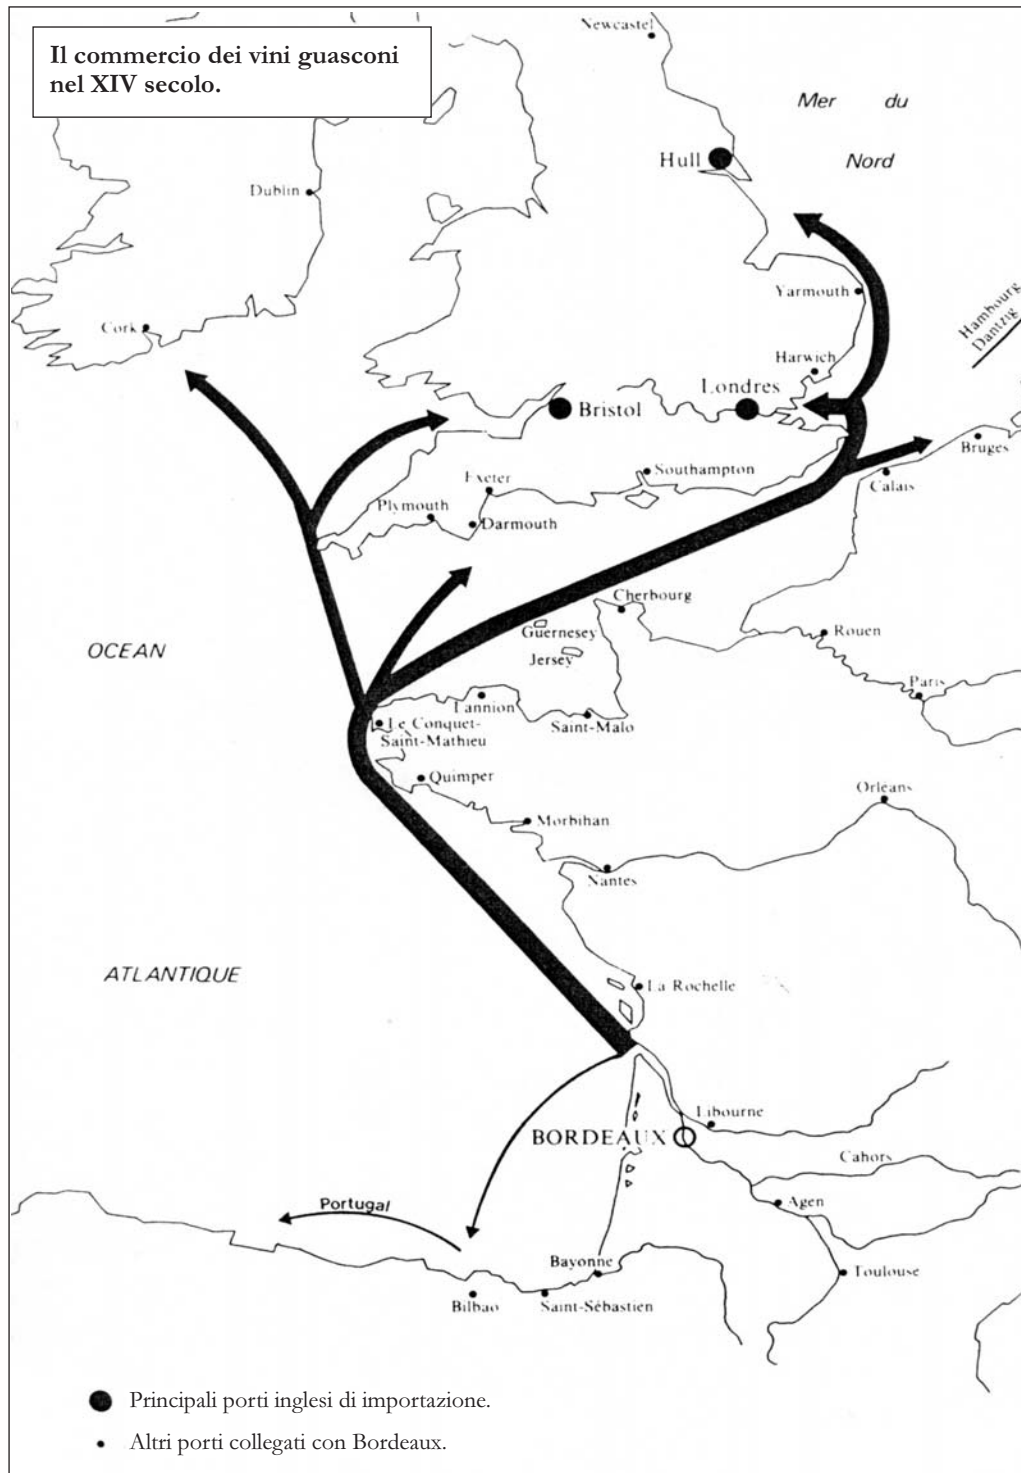 Il commercio dei vini guasconi
nel XIV secolo.
Newcastel
Mer du
Nord
Hull
Dublin
Yarmouth
Hambourg
Dantzig
Cork
Harwich
Londres
Bristol
Bruges
Southampton
Calais
Exeter
Plymouth
Darmouth
Cherbourg
Guernesey
Rouen
OCEAN
Jersey
Paris
Lannion
Le Conquet-
Saint-Mathieu
Saint-Malo
Quimper
Orléans
Morbihan
Nantes
ATLANTIQUE
La Rochelle
Libourne
BORDEAUX
Cahors
Agen
Portugal
Bayonne
Toulouse
Bilbao
Saint-Sébastien
Principali porti inglesi di importazione.
Altri porti collegati con Bordeaux.